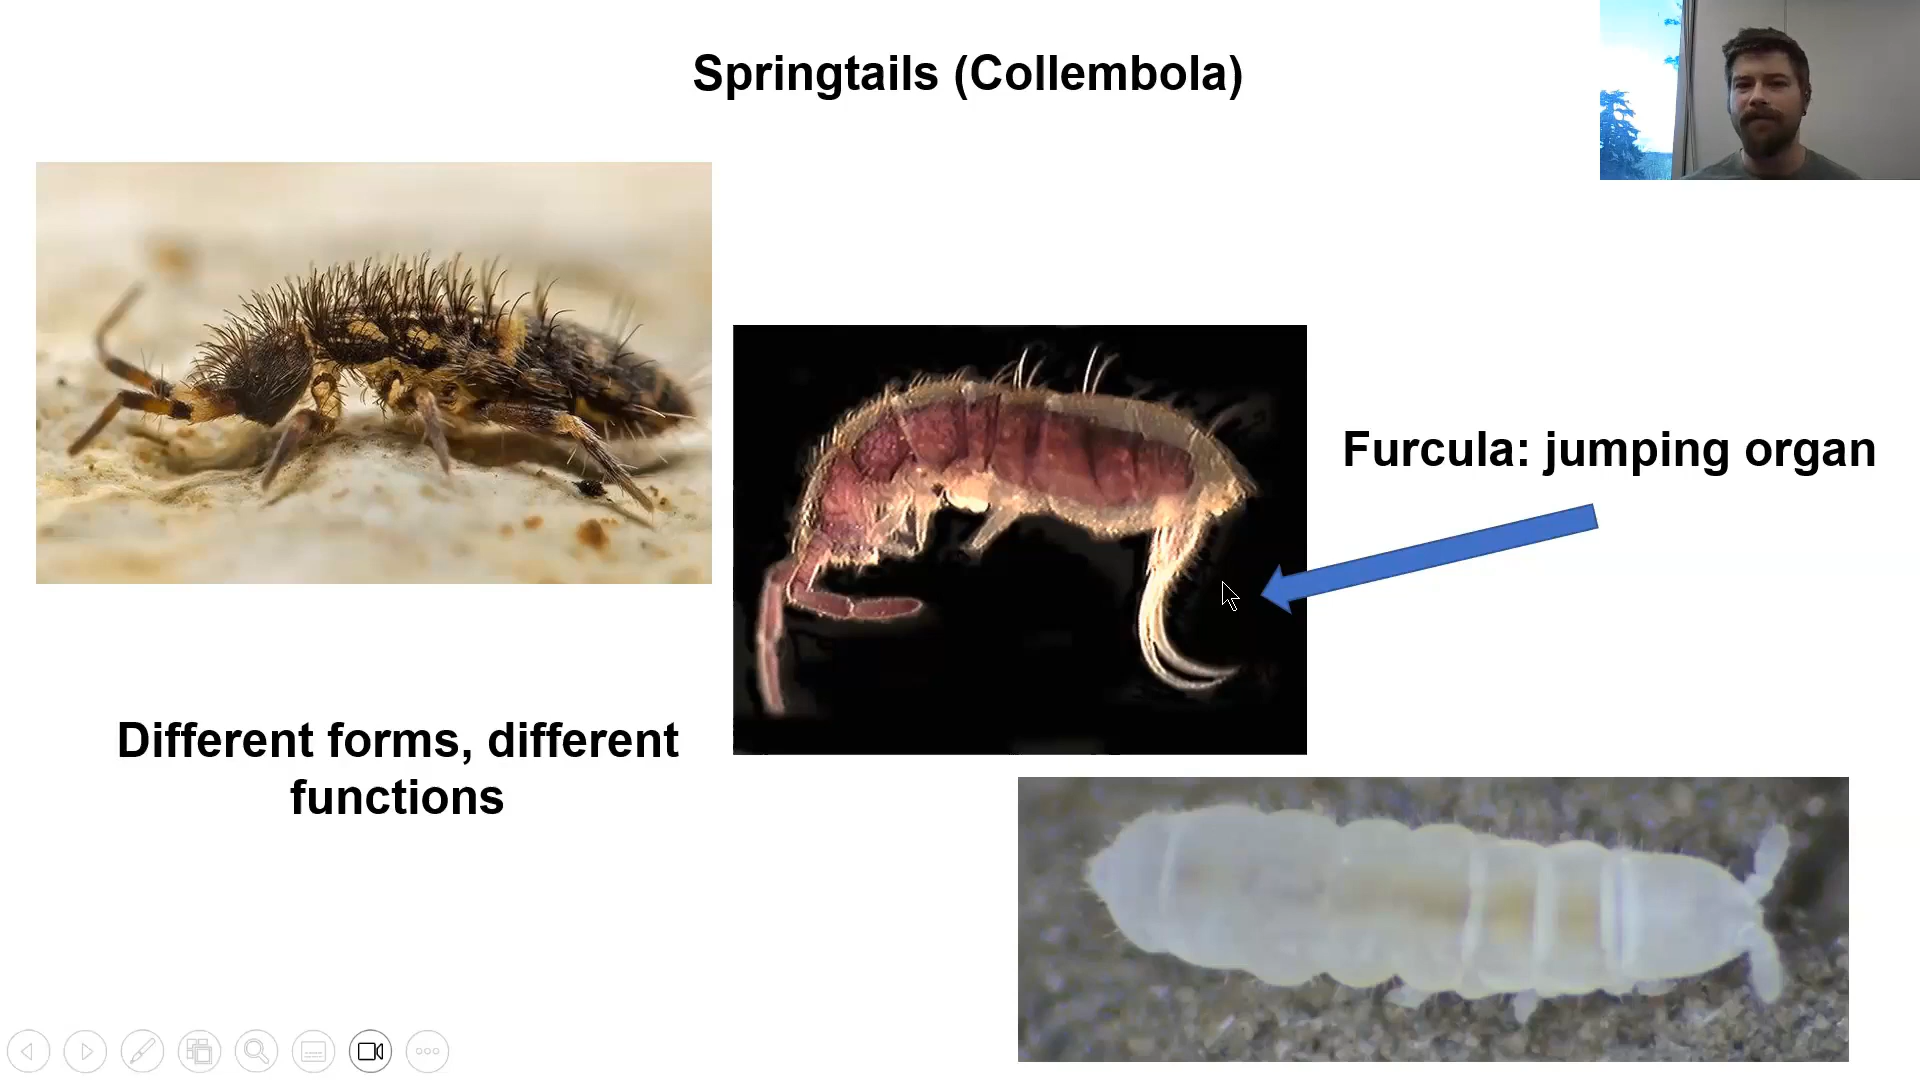 Springtails (Collembola)
Furcula: jumping organ
Different forms, different
functions